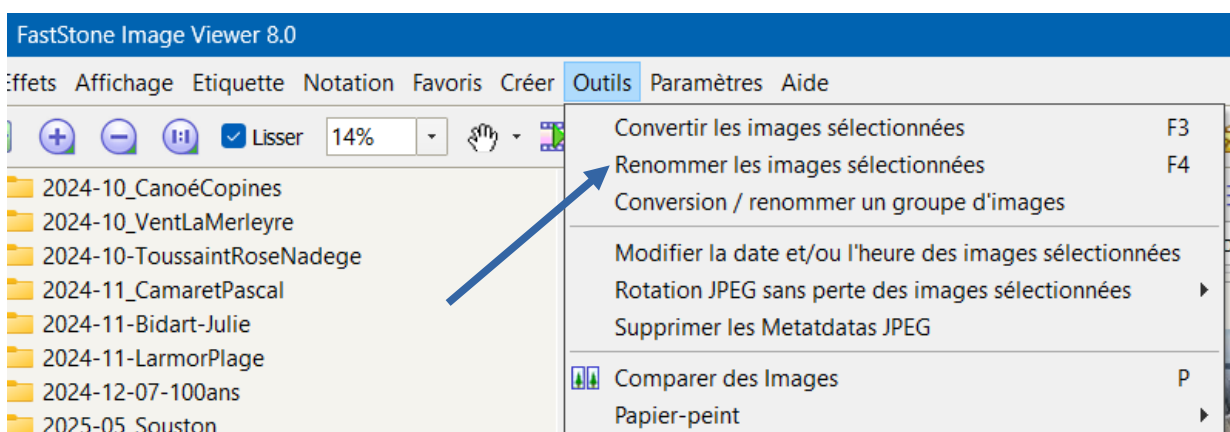 FastStone Image Viewer 8.0
Effets Affichage Etiquette Notation Favoris Créer Outils Paramètres Aide
1:1 Lisser 14%
Convertir les images sélectionnées F3
Renommer les images sélectionnées F4
Conversion / renommer un groupe d'images
Modifier la date et/ou l'heure des images sélectionnées
Rotation JPEG sans perte des images sélectionnées
Supprimer les Metatdatas JPEG
Comparer des Images P
Papier-peint
2024-10_CanoéCopines
2024-10_VentLaMerleyre
2024-10-ToussaintRoseNadege
2024-11_CamaretPascal
2024-11-Bidart-Julie
2024-11-LarmorPlage
2024-12-07-100ans
2025-05_Souston